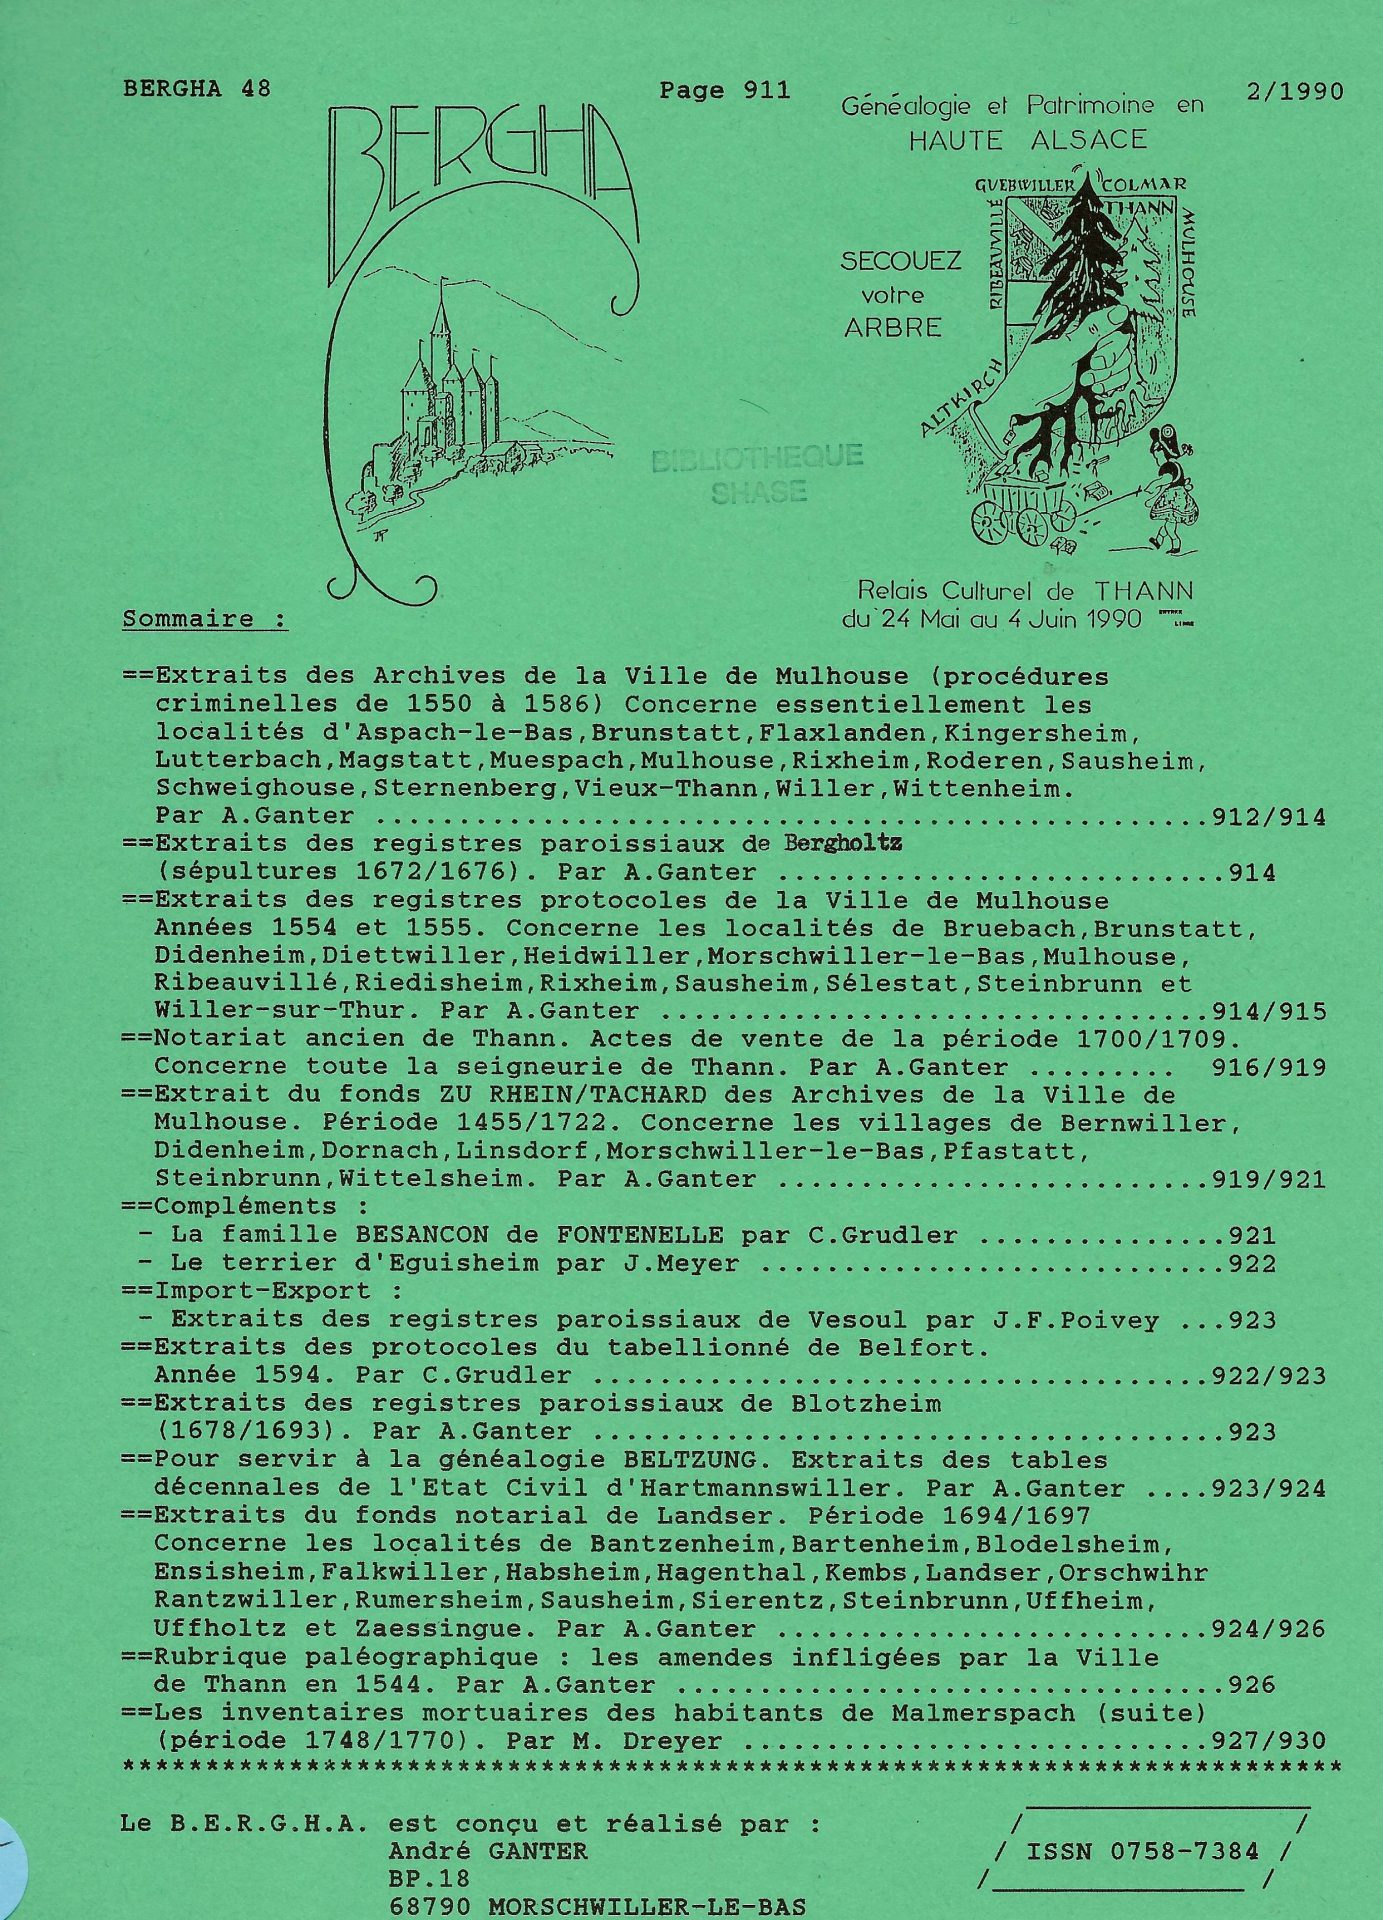 BERGHA 48 Page 911 2/1990
BERGHA
Généalogie et Patrimoine en
HAUTE ALSACE
GUEBWILLER COLMAR
THANN
RIBEAUVILLÉ
MULHOUSE
SECOUEZ
votre
ARBRE
ALTKIRCH
BIBLIOTHEQUE
SHASE
Relais Culturel de THANN
du 24 Mai au 4 Juin 1990 ENTREE
LIBRE
Sommaire :
==Extraits des Archives de la Ville de Mulhouse (procédures
criminelles de 1550 à 1586) Concerne essentiellement les
localités d'Aspach-le-Bas,Brunstatt,Flaxlanden,Kingersheim,
Lutterbach,Magstatt,Muespach,Mulhouse,Rixheim,Roderen,Sausheim,
Schweighouse,Sternenberg,Vieux-Thann,Willer,Wittenheim.
Par A.Ganter ..................................................912/914
==Extraits des registres paroissiaux de Bergholtz
(sépultures 1672/1676). Par A.Ganter ...........................914
==Extraits des registres protocoles de la Ville de Mulhouse
Années 1554 et 1555. Concerne les localités de Bruebach,Brunstatt,
Didenheim,Diettwiller,Heidwiller,Morschwiller-le-Bas,Mulhouse,
Ribeauvillé,Riedisheim,Rixheim,Sausheim,Sélestat,Steinbrunn et
Willer-sur-Thur. Par A.Ganter .................................914/915
==Notariat ancien de Thann. Actes de vente de la période 1700/1709.
Concerne toute la seigneurie de Thann. Par A.Ganter ......... 916/919
==Extrait du fonds ZU RHEIN/TACHARD des Archives de la Ville de
Mulhouse. Période 1455/1722. Concerne les villages de Bernwiller,
Didenheim,Dornach,Linsdorf,Morschwiller-le-Bas,Pfastatt,
Steinbrunn,Wittelsheim. Par A.Ganter ..........................919/921
==Compléments :
- La famille BESANCON de FONTENELLE par C.Grudler ...............921
- Le terrier d'Eguisheim par J.Meyer ............................922
==Import-Export :
- Extraits des registres paroissiaux de Vesoul par J.F.Poivey ...923
==Extraits des protocoles du tabellionné de Belfort.
Année 1594. Par C.Grudler .....................................922/923
==Extraits des registres paroissiaux de Blotzheim
(1678/1693). Par A.Ganter ......................................923
==Pour servir à la généalogie BELTZUNG. Extraits des tables
décennales de l'Etat Civil d'Hartmannswiller. Par A.Ganter ....923/924
==Extraits du fonds notarial de Landser. Période 1694/1697
Concerne les localités de Bantzenheim,Bartenheim,Blodelsheim,
Ensisheim,Falkwiller,Habsheim,Hagenthal,Kembs,Landser,Orschwihr
Rantzwiller,Rumersheim,Sausheim,Sierentz,Steinbrunn,Uffheim,
Uffholtz et Zaessingue. Par A.Ganter ..........................924/926
==Rubrique paléographique : les amendes infligées par la Ville
de Thann en 1544. Par A.Ganter .................................926
==Les inventaires mortuaires des habitants de Malmerspach (suite)
(période 1748/1770). Par M. Dreyer ............................927/930
*************************************************************************
Le B.E.R.G.H.A. est conçu et réalisé par :
André GANTER
BP.18
68790 MORSCHWILLER-LE-BAS
/ ISSN 0758-7384 /